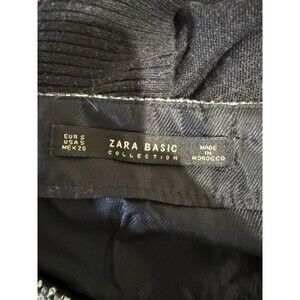 EUR S
USA S
MEX 26
ZARA BASIC
COLLECTION
MADE
IN
MOROCCO